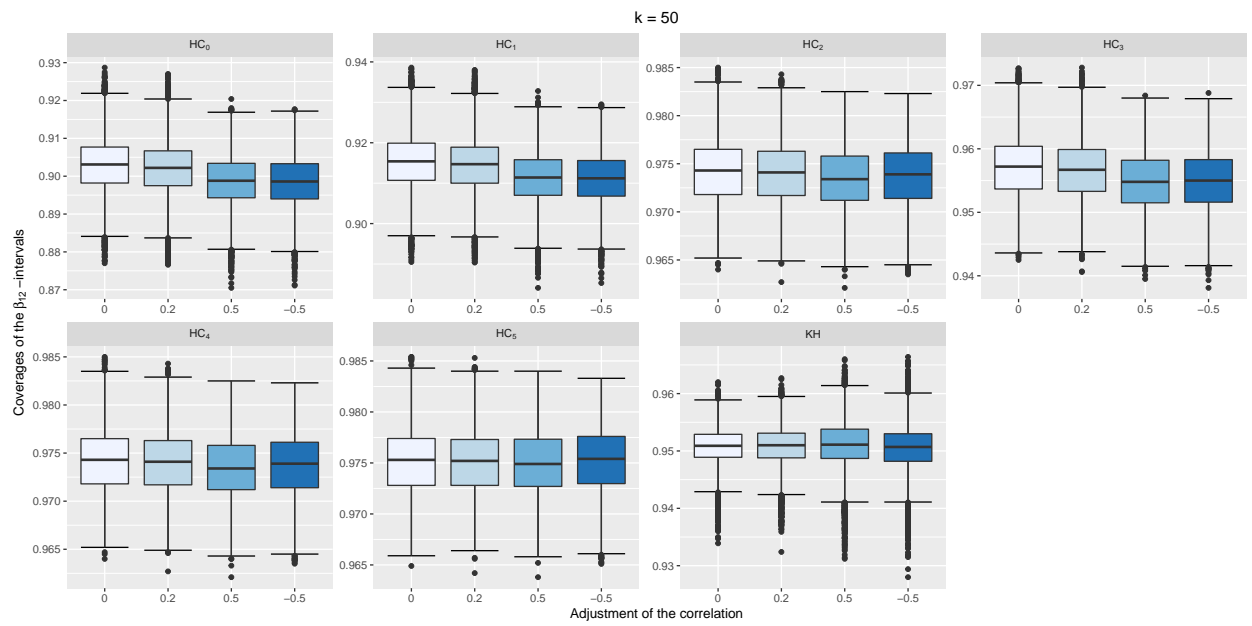 k = 50
HC₀
HC₁
HC₂
HC₃
0.93
0.92
0.91
0.90
0.89
0.88
0.87
0.94
0.92
0.90
0.985
0.980
0.975
0.970
0.965
0.97
0.96
0.95
0.94
0 0.2 0.5 −0.5
0 0.2 0.5 −0.5
0 0.2 0.5 −0.5
0 0.2 0.5 −0.5
Coverages of the β₁₂ −intervals
HC₄
HC₅
KH
0.985
0.980
0.975
0.970
0.965
0.985
0.980
0.975
0.970
0.965
0.96
0.95
0.94
0.93
0 0.2 0.5 −0.5
0 0.2 0.5 −0.5
0 0.2 0.5 −0.5
Adjustment of the correlation